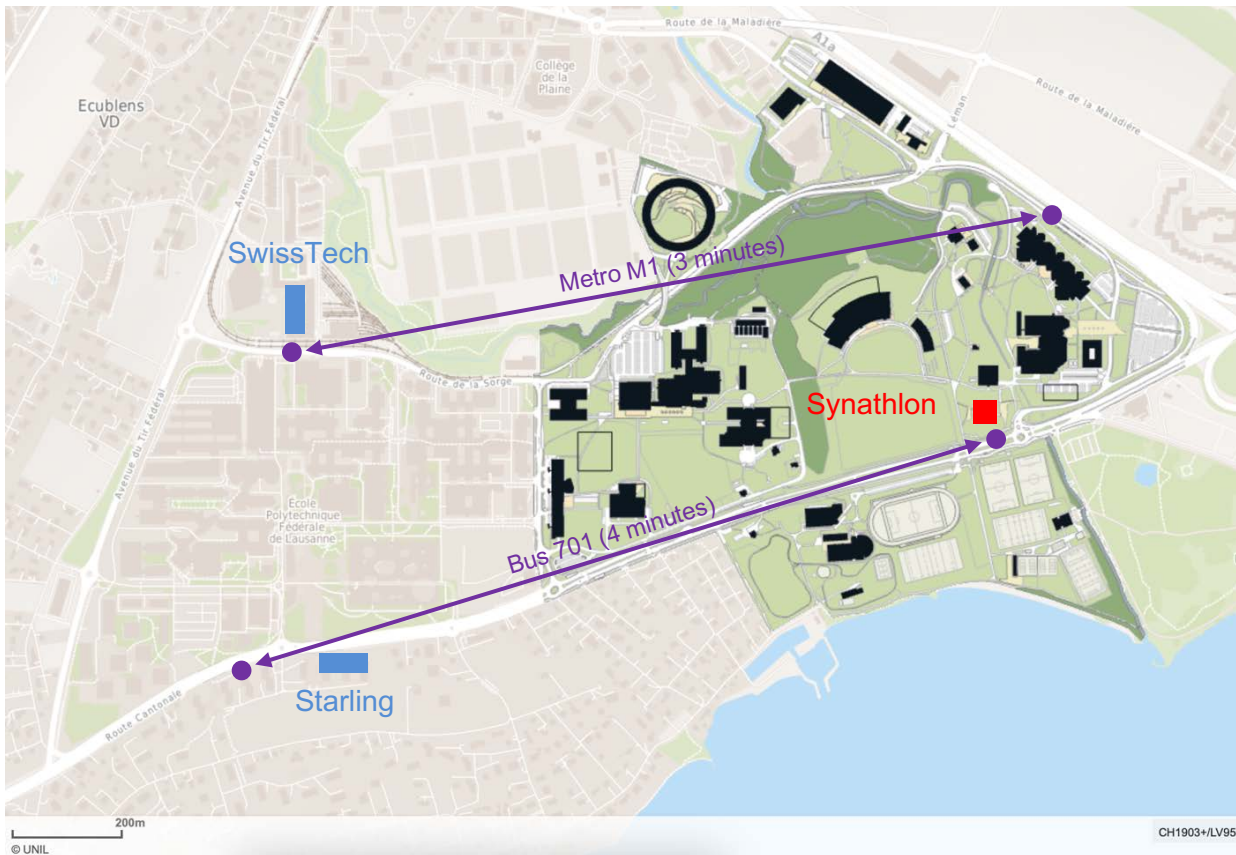 Route de la Maladière
A1a
Collège
de la
Plaine
Route de la Maladière
Ecublens
VD
Avenue du Tir Fédéral
Léman
SwissTech
Metro M1 (3 minutes)
Route de la Sorge
Synathlon
Avenue du Tir Fédéral
École
Polytechnique
Fédérale
de Lausanne
Bus 701 (4 minutes)
Starling
Route Cantonale
200m
© UNIL
CH1903+/LV95